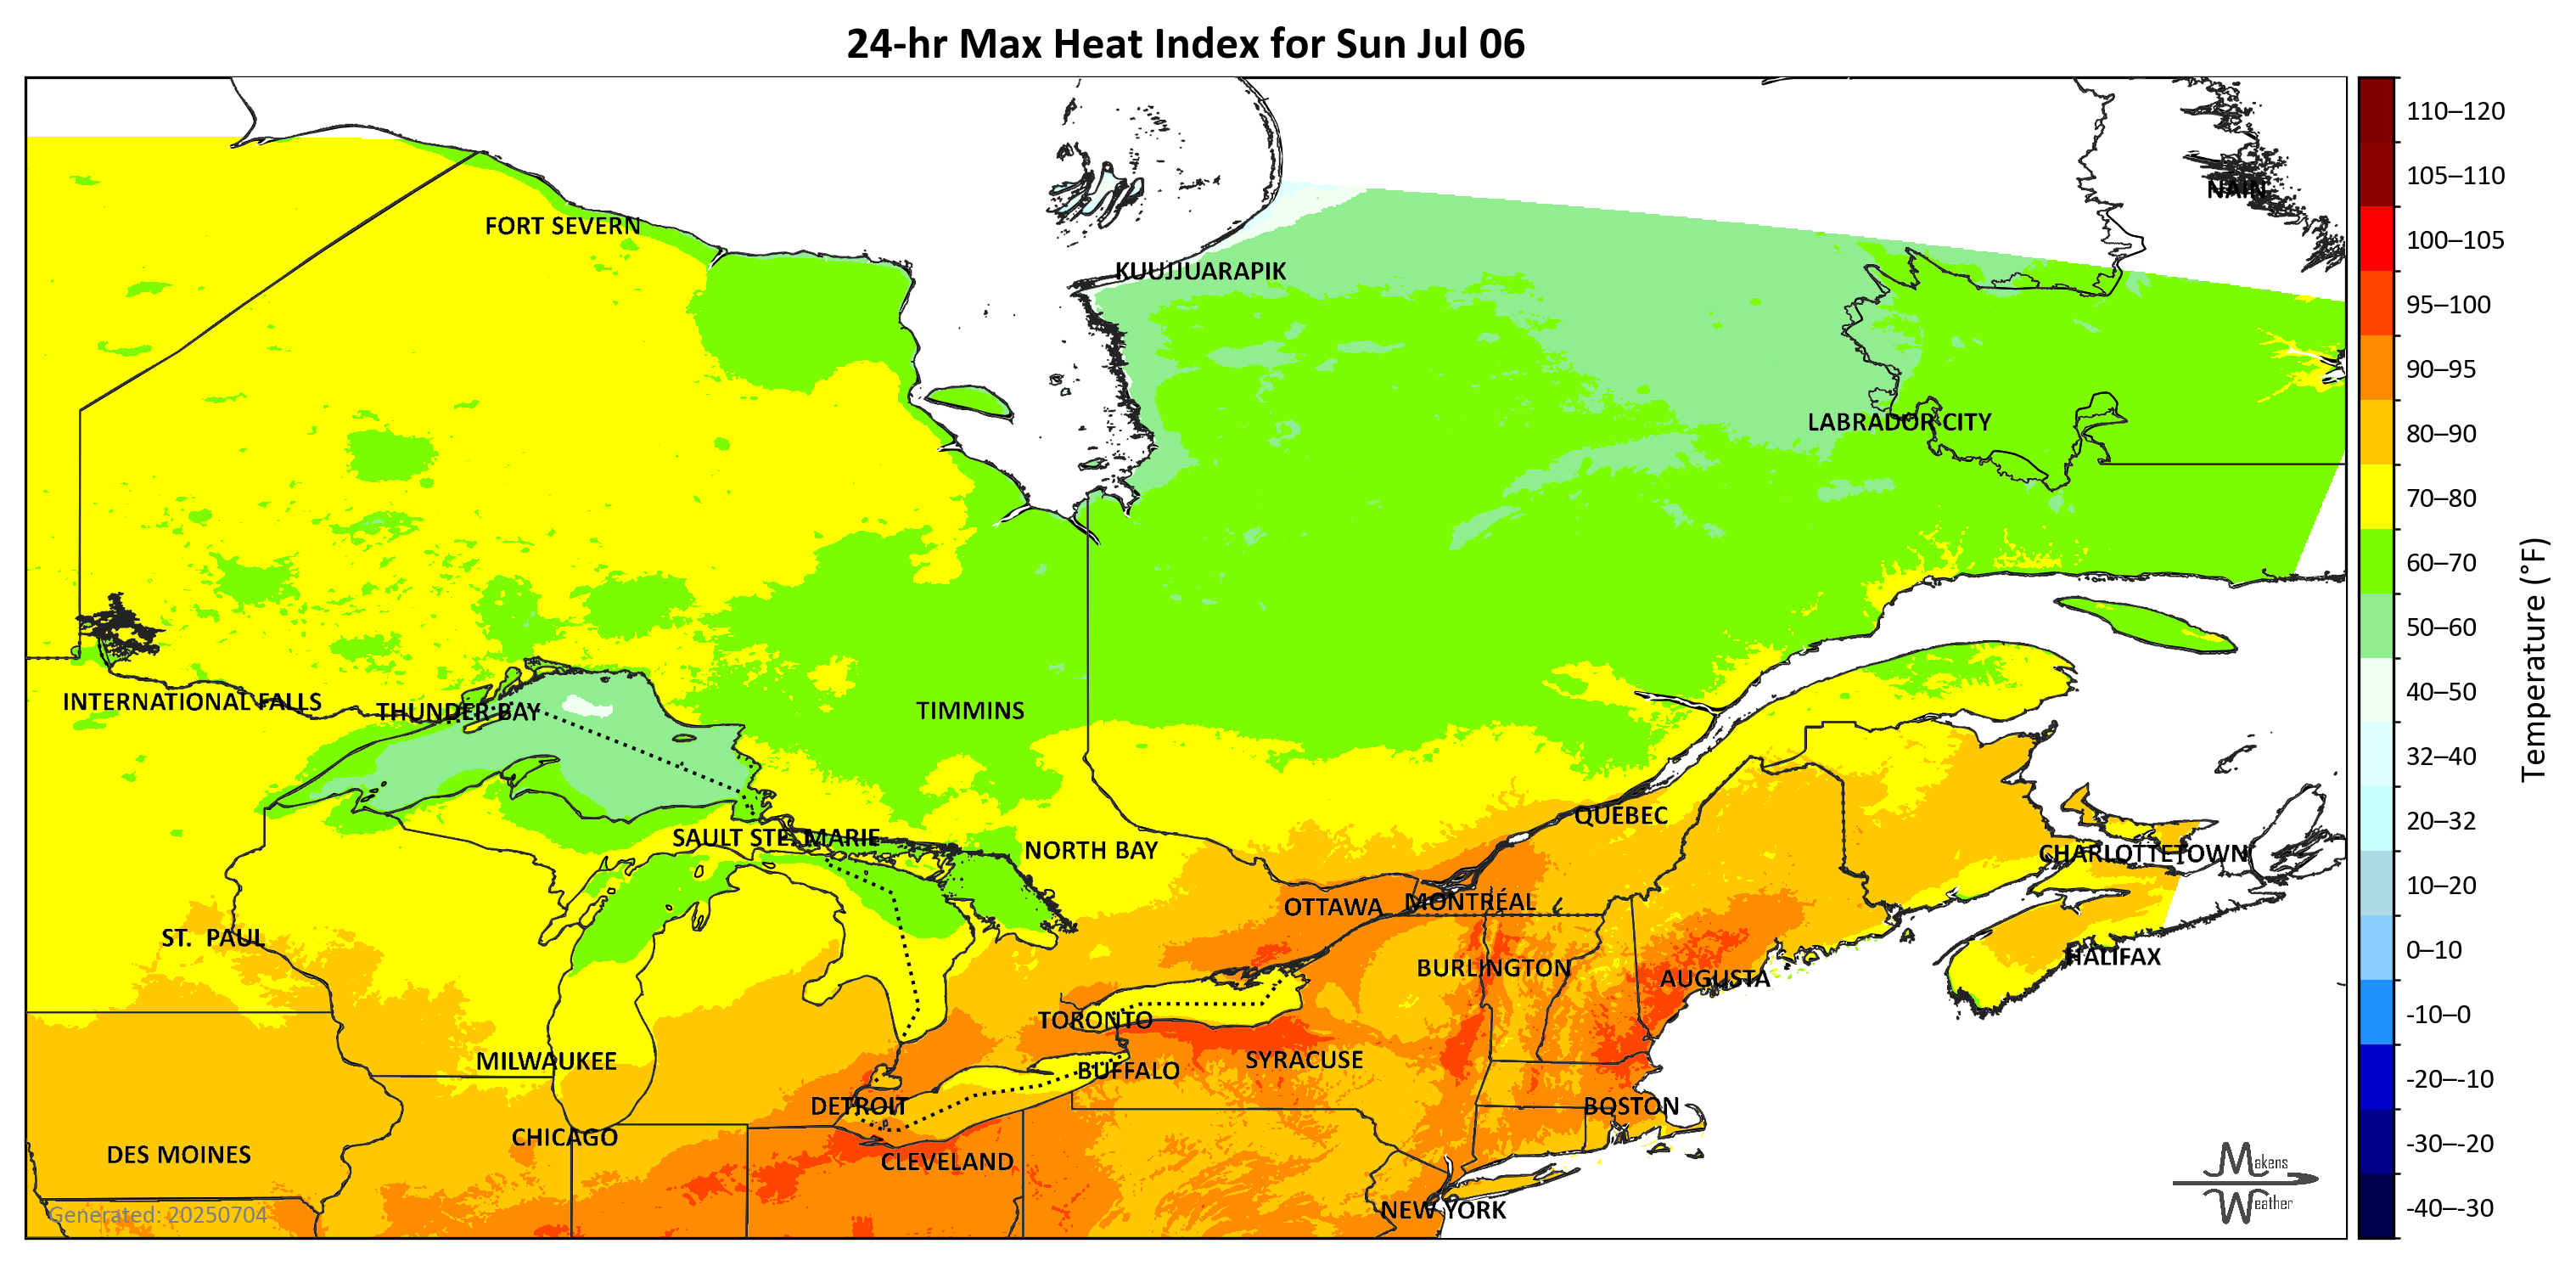 24-hr Max Heat Index for Sun Jul 06
110–120
105–110
100–105
95–100
90–95
80–90
70–80
60–70
50–60
40–50
32–40
20–32
10–20
0–10
-10–0
-20–-10
-30–-20
-40–-30
Temperature (°F)
NAIN
FORT SEVERN
KUUJJUARAPIK
LABRADOR CITY
INTERNATIONAL FALLS
THUNDER BAY
TIMMINS
QUÉBEC
SAULT STE. MARIE
NORTH BAY
CHARLOTTETOWN
OTTAWA
MONTRÉAL
ST.  PAUL
HALIFAX
BURLINGTON
AUGUSTA
TORONTO
MILWAUKEE
SYRACUSE
BUFFALO
DETROIT
BOSTON
CHICAGO
DES MOINES
CLEVELAND
NEW YORK
Makens
Weather
Generated: 20250704